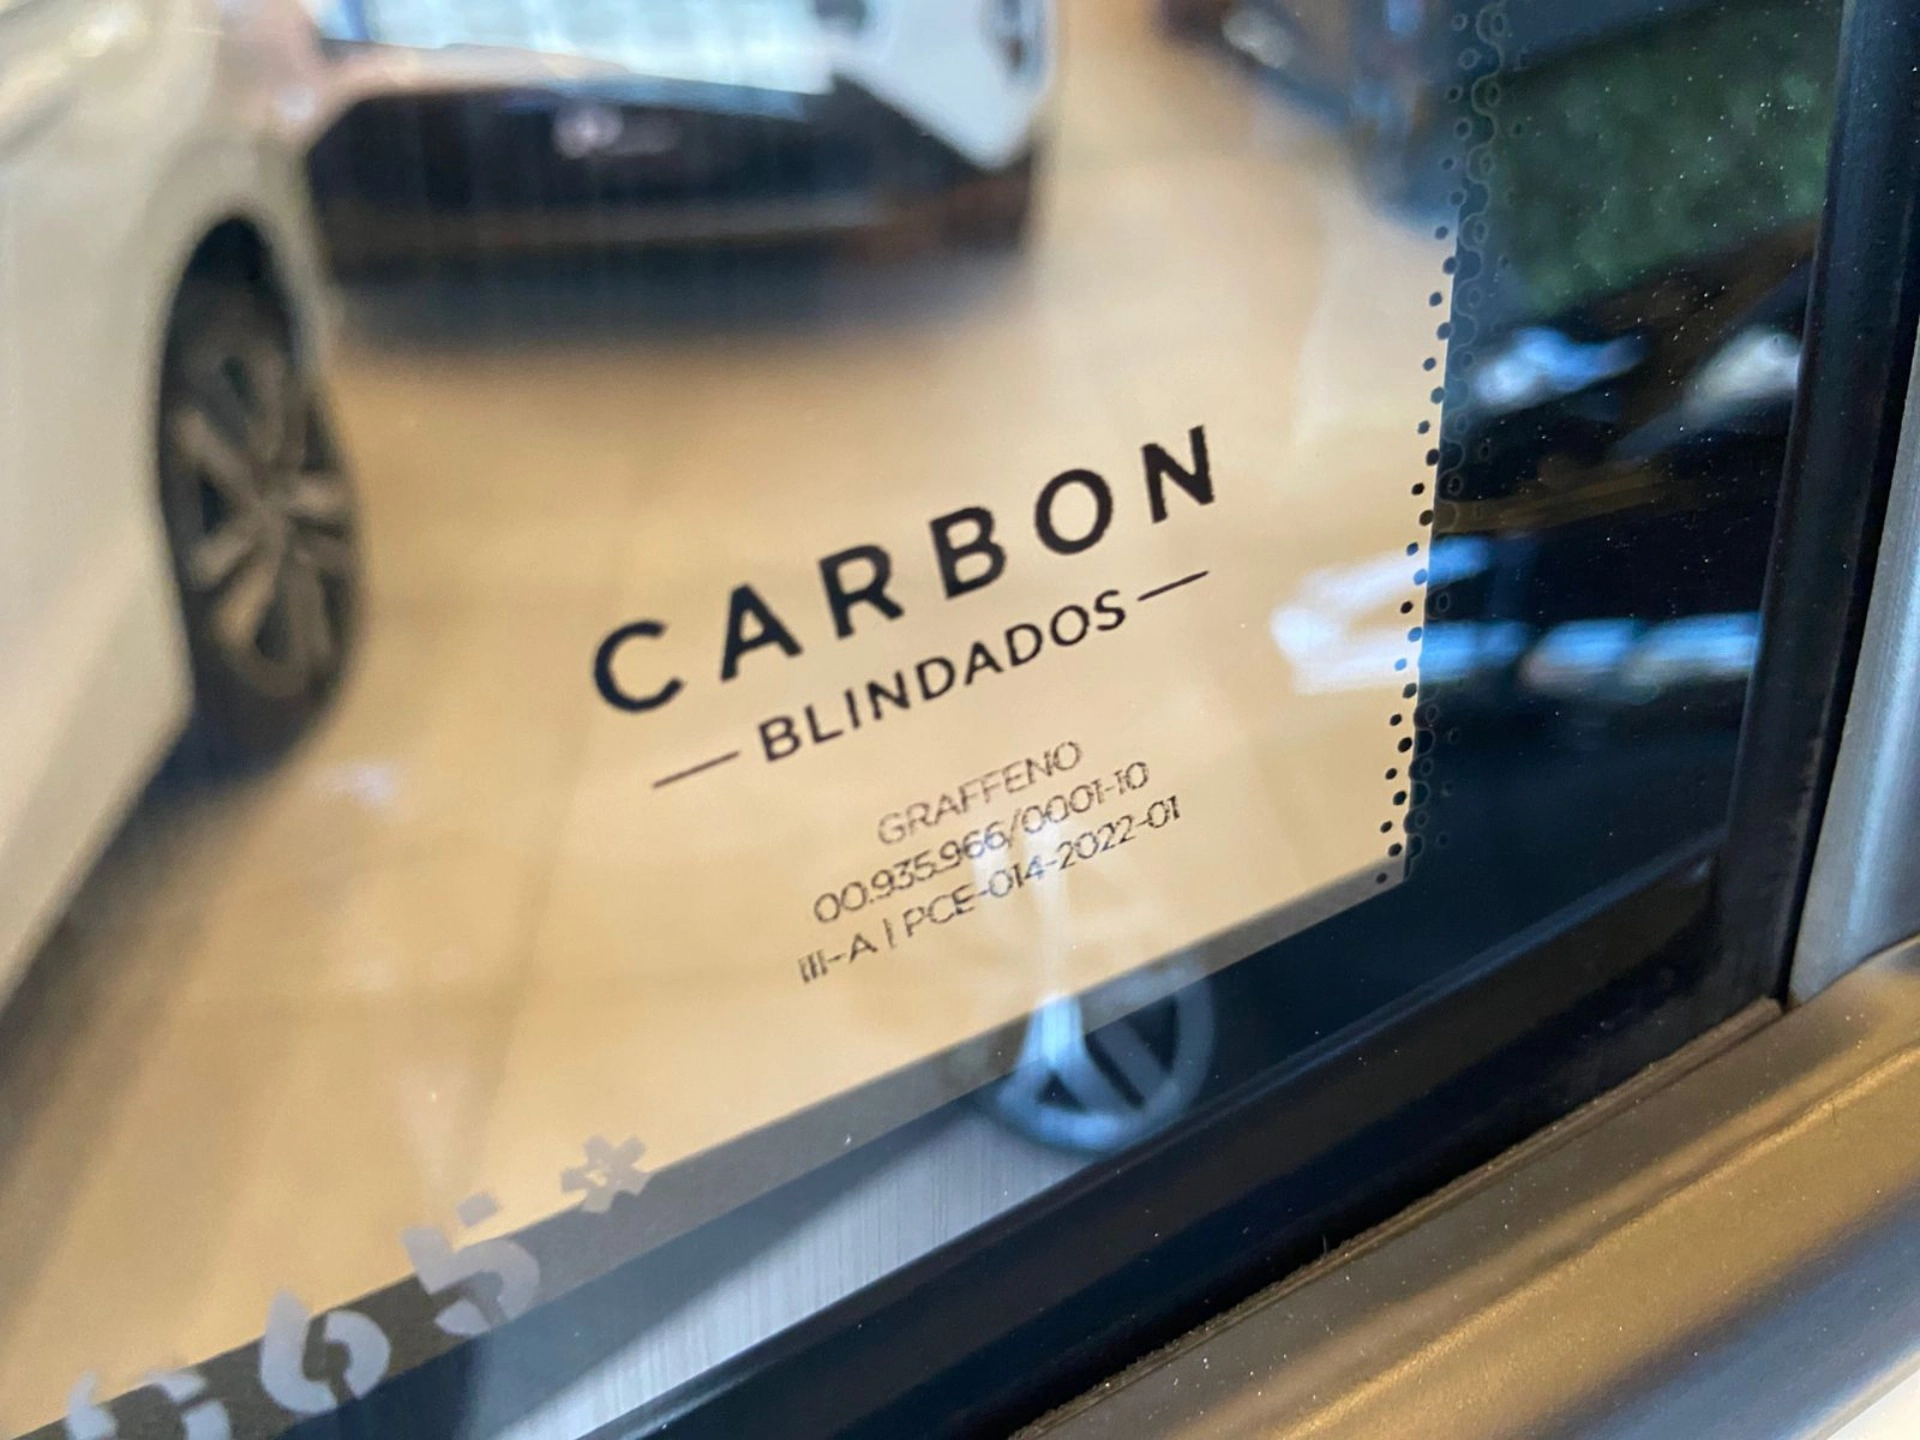 CARBON
BLINDADOS
GRAFFENO
00.935.966/0001-10
III-A | PCE-014-2022-01